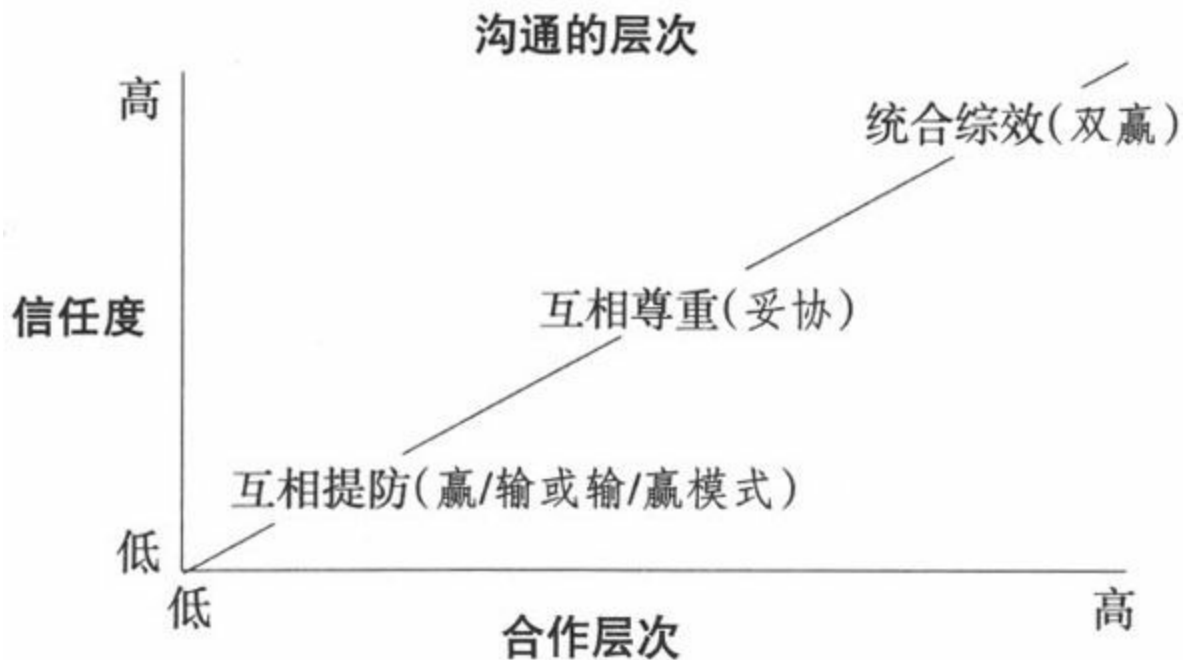 沟通的层次
高
统合综效(双赢)
信任度
互相尊重(妥协)
互相提防(赢/输或输/赢模式)
低
低
高
合作层次